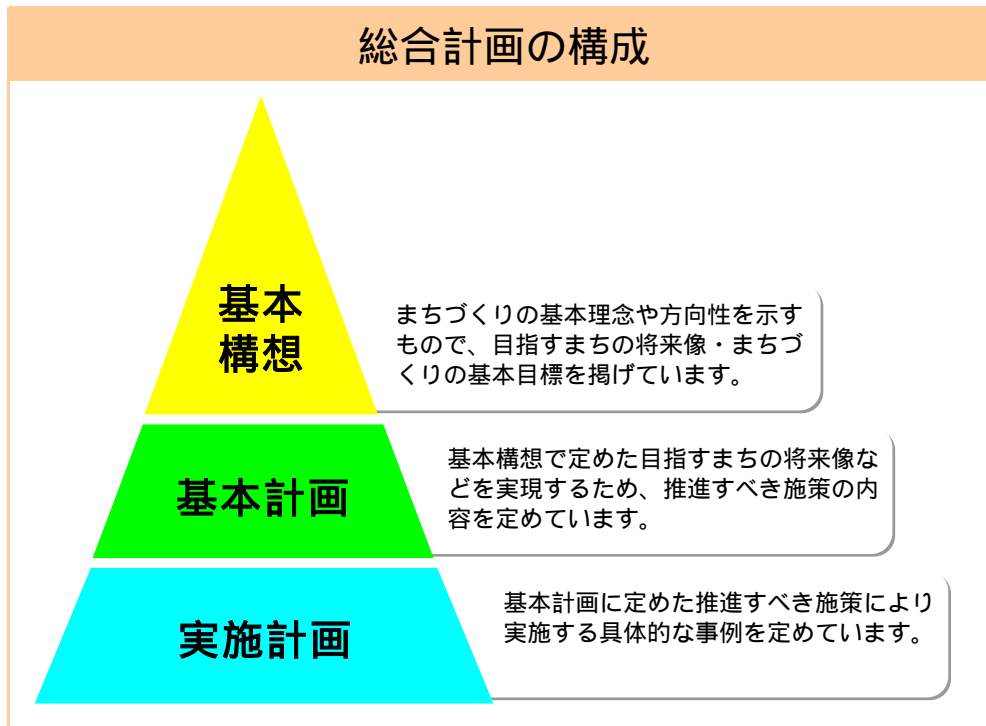 総合計画の構成
基本
構想
まちづくりの基本理念や方向性を示す
もので、目指すまちの将来像・まちづ
くりの基本目標を掲げています。
基本計画
基本構想で定めた目指すまちの将来像な
どを実現するため、推進すべき施策の内
容を定めています。
実施計画
基本計画に定めた推進すべき施策により
実施する具体的な事例を定めています。